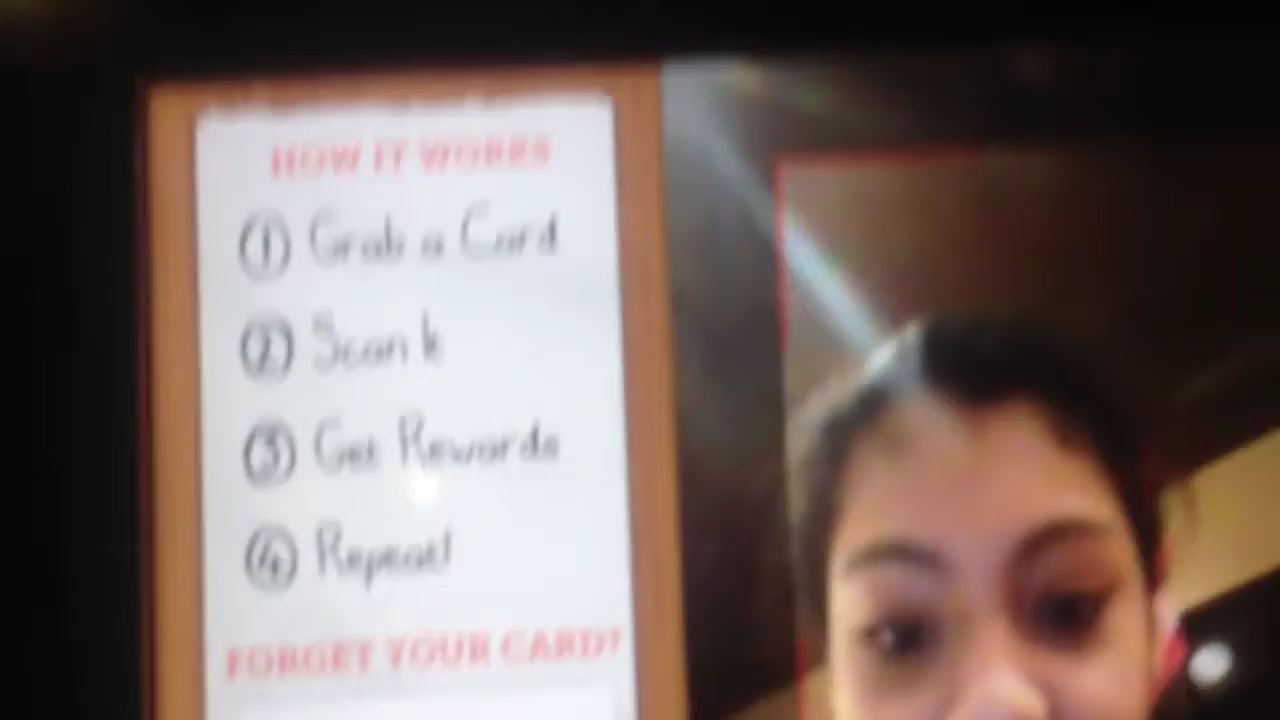 HOW IT WORKS
1 Grab a Card
2 Scan It
3 Get Rewards
4 Repeat!
FORGET YOUR CARD?